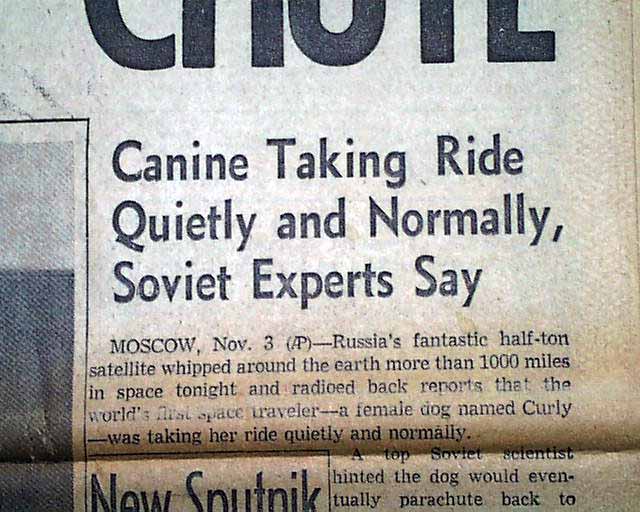 CHUTE
Canine Taking Ride
Quietly and Normally,
Soviet Experts Say
MOSCOW, Nov. 3 (AP)—Russia's fantastic half-ton
satellite whipped around the earth more than 1000 miles
in space tonight and radioed back reports that the
world's first space traveler—a female dog named Curly
—was taking her ride quietly and normally.
A top Soviet scientist
hinted the dog would even-
tually parachute back to
New Sputnik